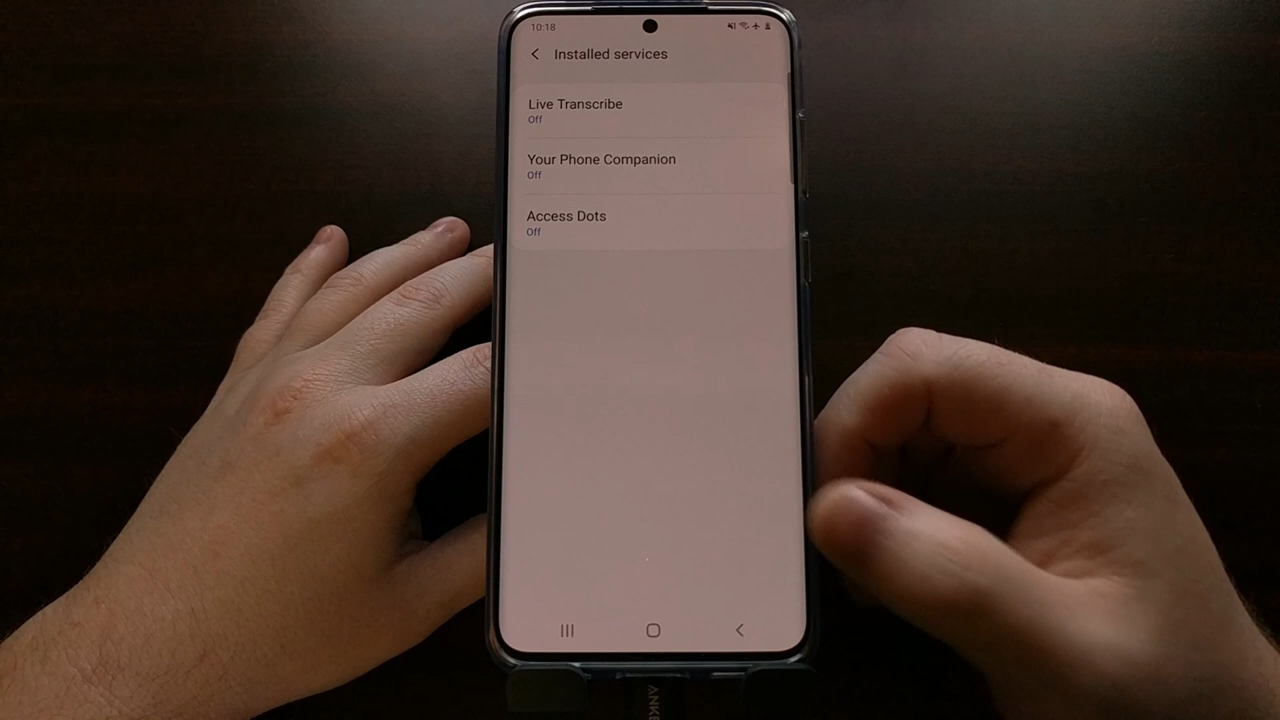 10:18
Installed services
Live Transcribe
Off
Your Phone Companion
Off
Access Dots
Off